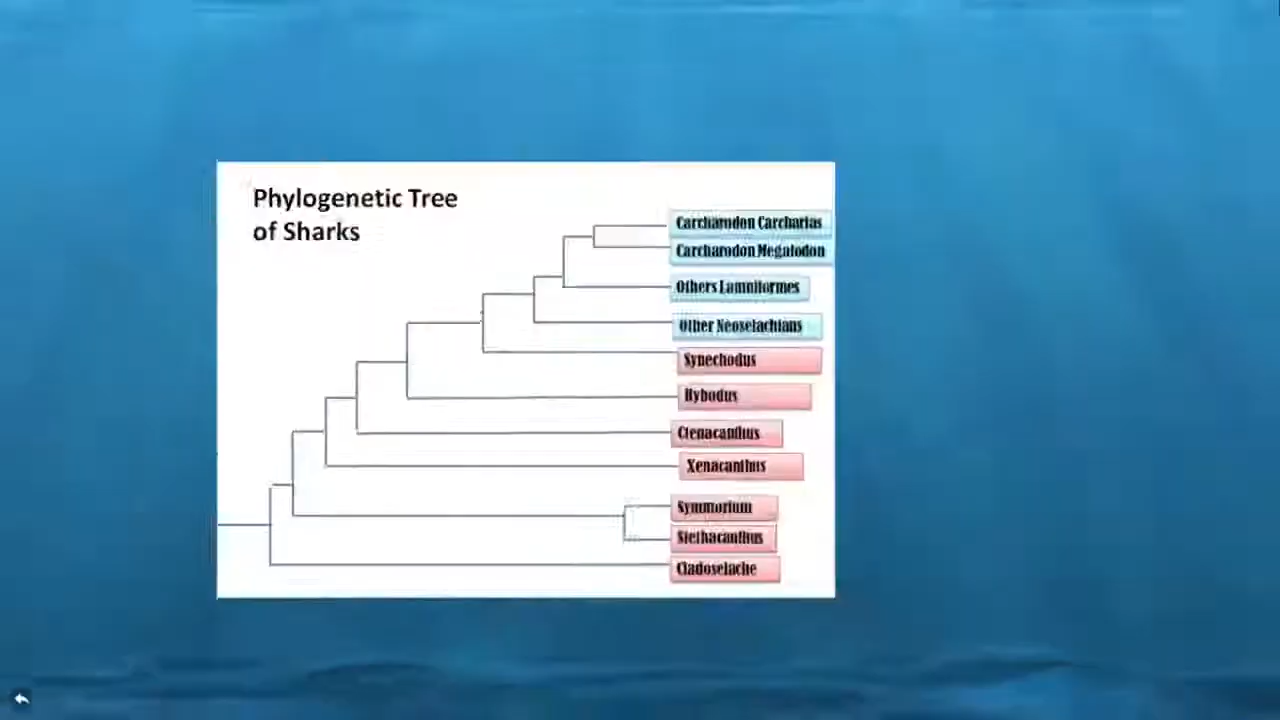 Phylogenetic Tree
of Sharks
Carcharodon Carcharias
Carcharodon Megalodon
Others Lamniformes
Other Neoselachians
Synechodus
Hybodus
Ctenacanthus
Xenacanthus
Symmorium
Stethacanthus
Cladoselache